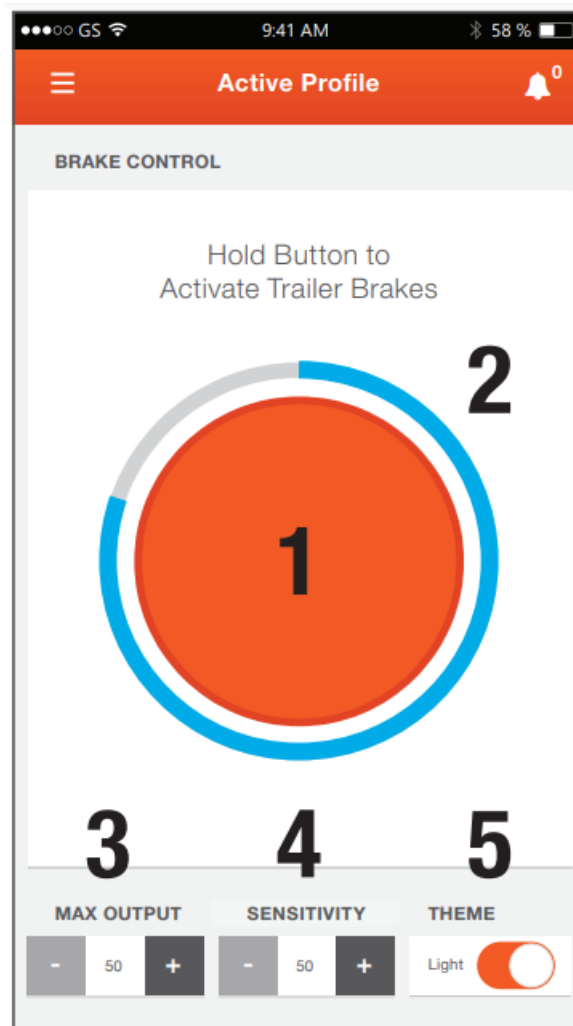 ●●●○○ GS 9:41 AM 58 %
Active Profile 0
BRAKE CONTROL
Hold Button to
Activate Trailer Brakes
2
1
3 4 5
MAX OUTPUT SENSITIVITY THEME
- 50 + - 50 + Light